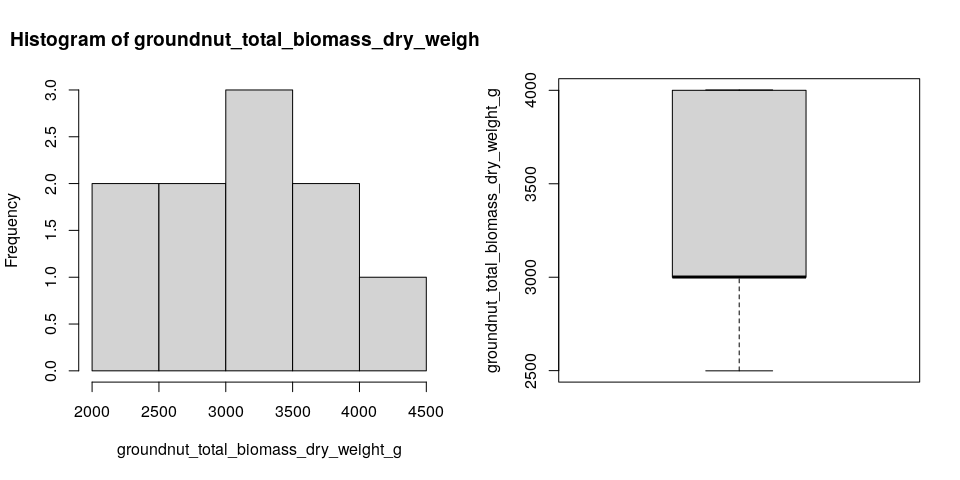 Histogram of groundnut_total_biomass_dry_weigh
Frequency
0.0
0.5
1.0
1.5
2.0
2.5
3.0
2000 2500 3000 3500 4000 4500
groundnut_total_biomass_dry_weight_g
groundnut_total_biomass_dry_weight_g
2500
3000
3500
4000